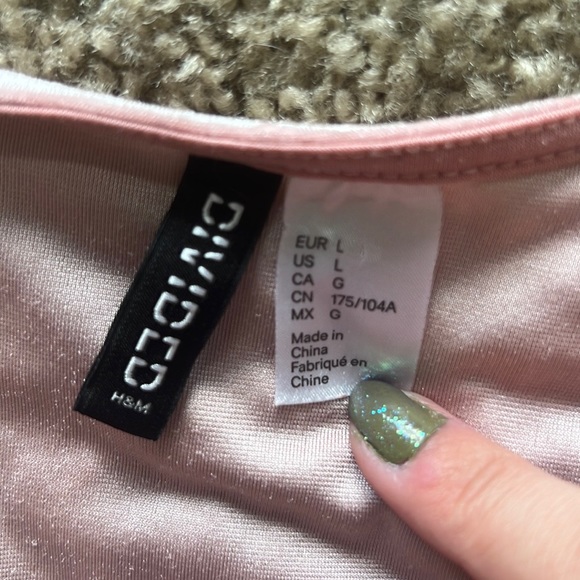 DIVIDED
H&M
EUR L
US L
CA G
CN 175/104A
MX G
Made in
China
Fabriqué en
Chine